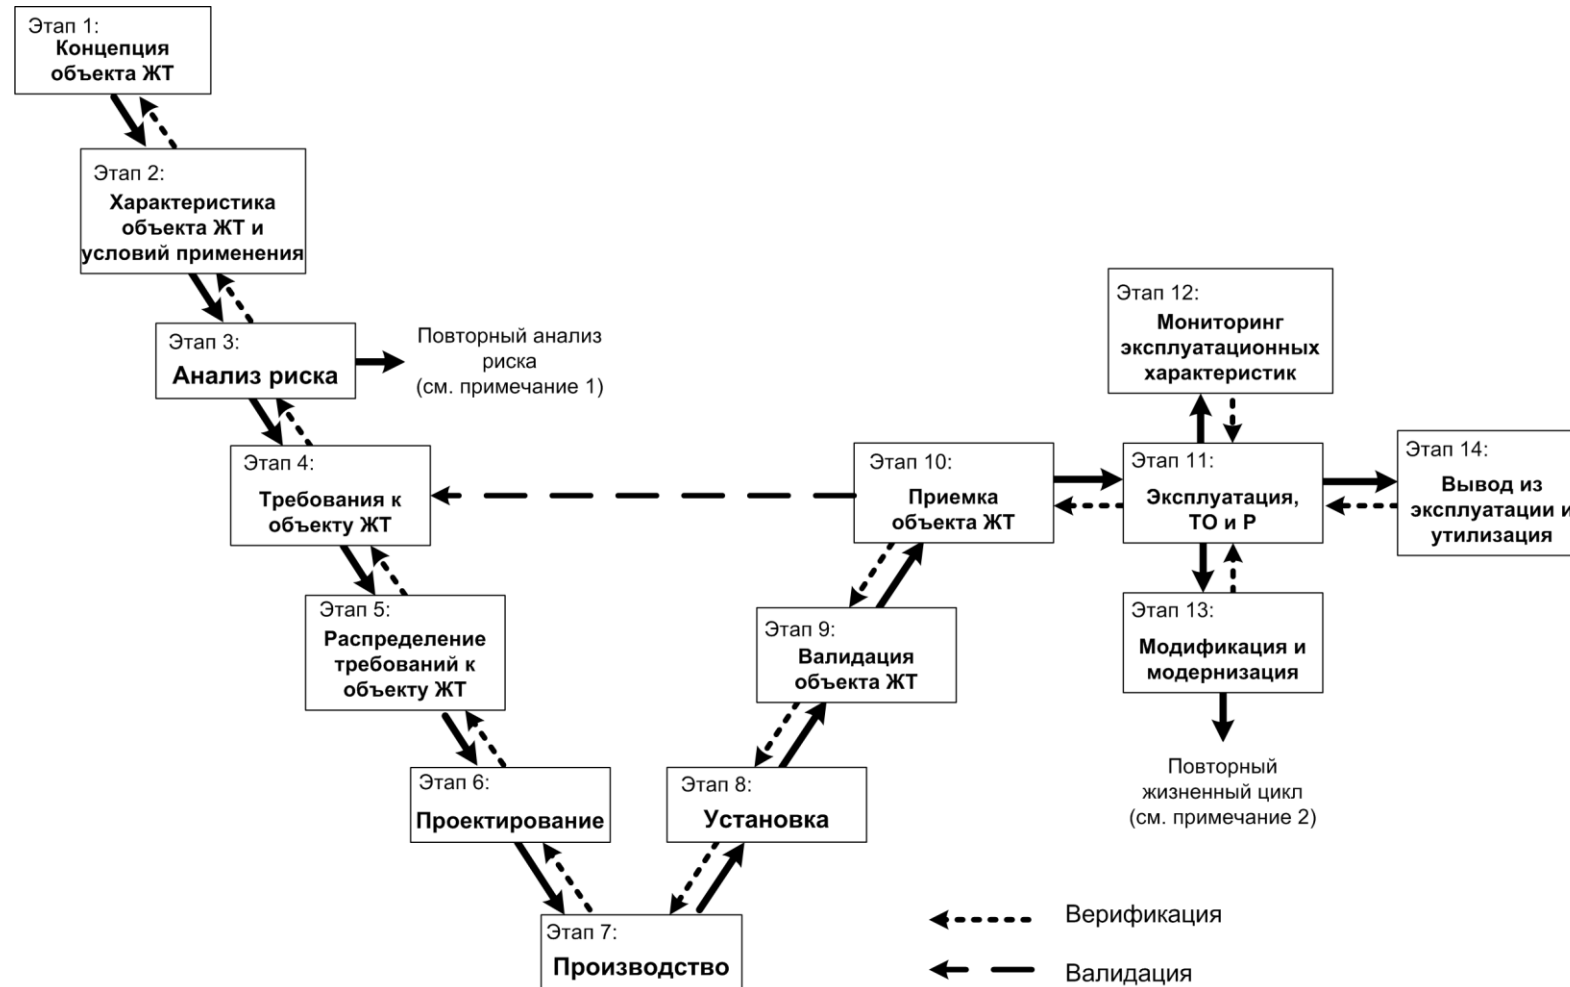 Этап 1:
Концепция
объекта ЖТ
Этап 2:
Характеристика
объекта ЖТ и
условий применения
Этап 3:
Анализ риска
Повторный анализ
риска
(см. примечание 1)
Этап 4:
Требования к
объекту ЖТ
Этап 5:
Распределение
требований к
объекту ЖТ
Этап 6:
Проектирование
Этап 7:
Производство
Этап 8:
Установка
Этап 9:
Валидация
объекта ЖТ
Этап 10:
Приемка
объекта ЖТ
Этап 11:
Эксплуатация,
ТО и Р
Этап 12:
Мониторинг
эксплуатационных
характеристик
Этап 13:
Модификация и
модернизация
Повторный
жизненный цикл
(см. примечание 2)
Этап 14:
Вывод из
эксплуатации и
утилизация
Верификация
Валидация